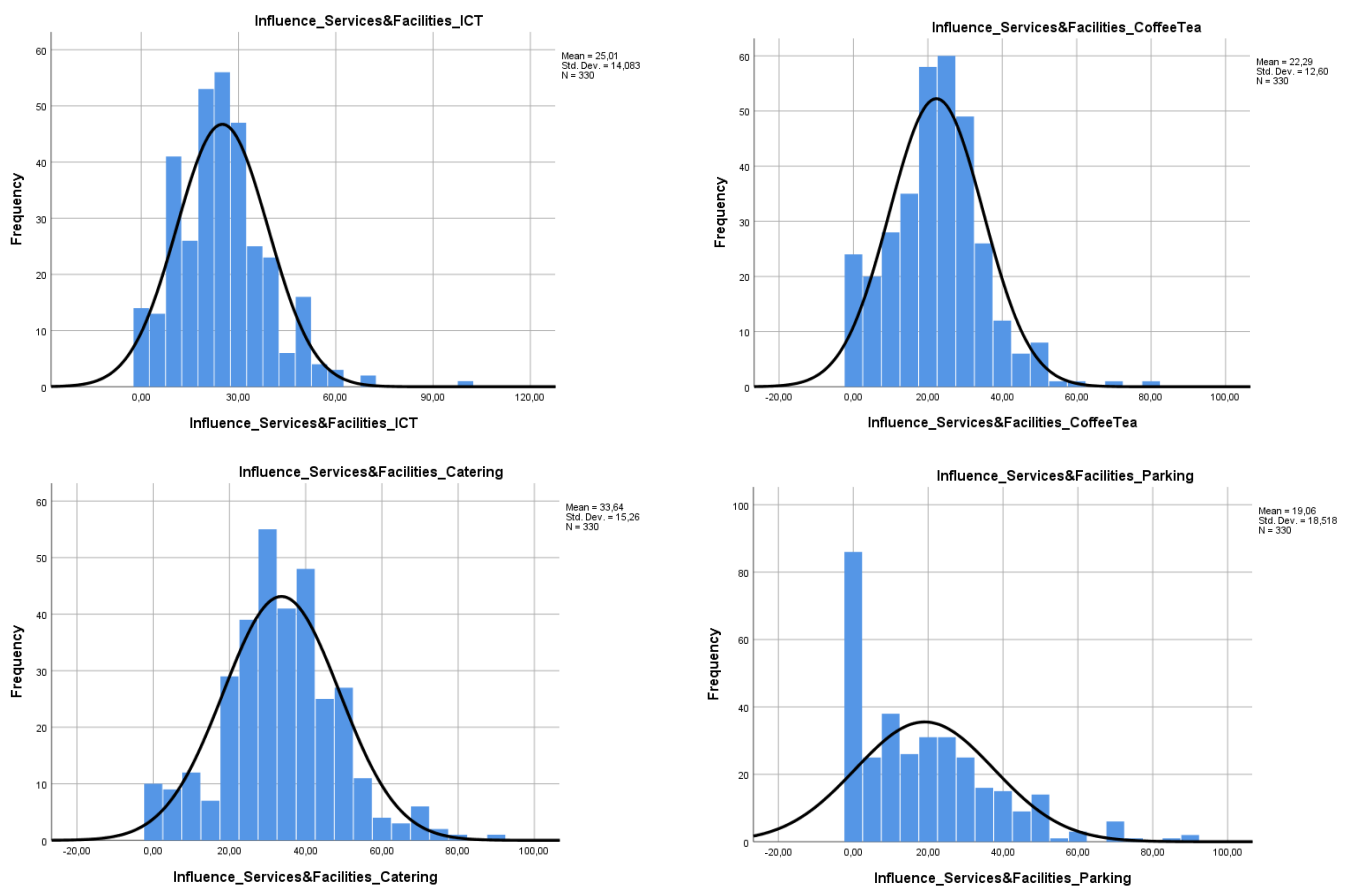 Influence_Services&Facilities_ICT
Mean = 25,01
Std. Dev. = 14,083
N = 330
60
50
40
30
20
10
0
Frequency
0,00 30,00 60,00 90,00 120,00
Influence_Services&Facilities_ICT
Influence_Services&Facilities_CoffeeTea
Mean = 22,29
Std. Dev. = 12,60
N = 330
60
50
40
30
20
10
0
Frequency
-20,00 0,00 20,00 40,00 60,00 80,00 100,00
Influence_Services&Facilities_CoffeeTea
Influence_Services&Facilities_Catering
Mean = 33,64
Std. Dev. = 15,26
N = 330
60
50
40
30
20
10
0
Frequency
-20,00 0,00 20,00 40,00 60,00 80,00 100,00
Influence_Services&Facilities_Catering
Influence_Services&Facilities_Parking
Mean = 19,06
Std. Dev. = 18,518
N = 330
100
80
60
40
20
0
Frequency
-20,00 0,00 20,00 40,00 60,00 80,00 100,00
Influence_Services&Facilities_Parking